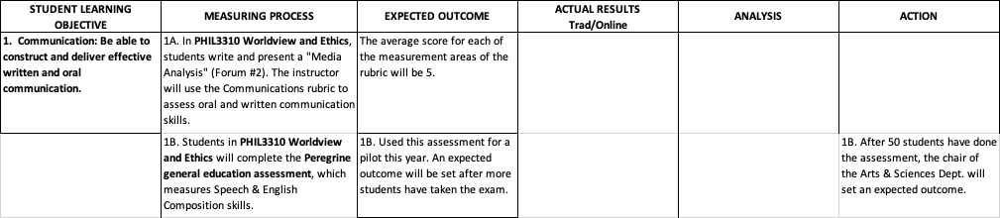 STUDENT LEARNING
OBJECTIVE
MEASURING PROCESS
EXPECTED OUTCOME
ACTUAL RESULTS
Trad/Online
ANALYSIS
ACTION
1.  Communication: Be able to
construct and deliver effective
written and oral
communication.
1A. In PHIL3310 Worldview and Ethics,
students write and present a "Media
Analysis" (Forum #2). The instructor
will use the Communications rubric to
assess oral and written communication
skills.
The average score for each of
the measurement areas of the
rubric will be 5.
1B. Students in PHIL3310 Worldview
and Ethics will complete the Peregrine
general education assessment, which
measures Speech & English
Composition skills.
1B. Used this assessment for a
pilot this year. An expected
outcome will be set after more
students have taken the exam.
1B. After 50 students have done
the assessment, the chair of
the Arts & Sciences Dept. will
set an expected outcome.